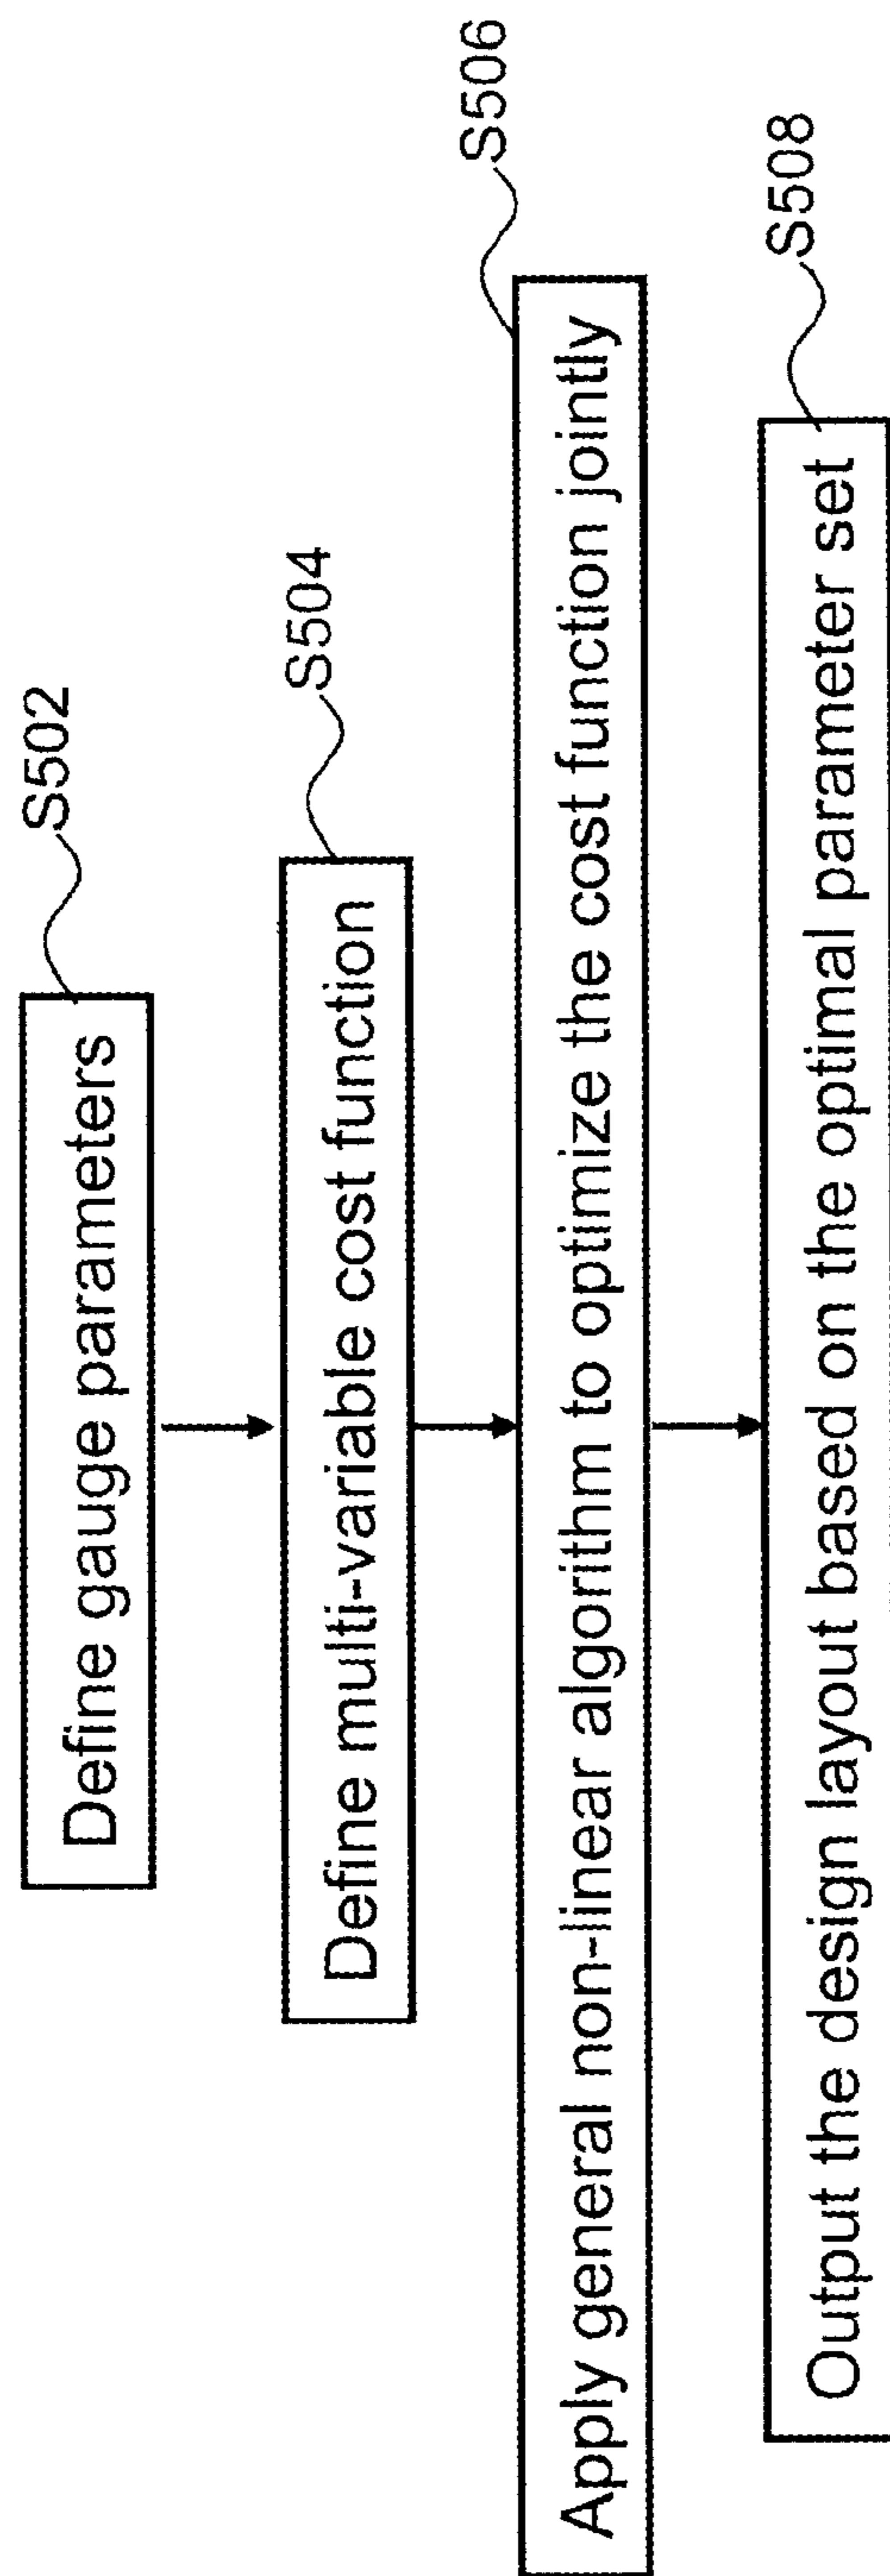 S502
Define gauge parameters
S504
Define multi-variable cost function
S506
Apply general non-linear algorithm to optimize the cost function jointly
S508
Output the design layout based on the optimal parameter set